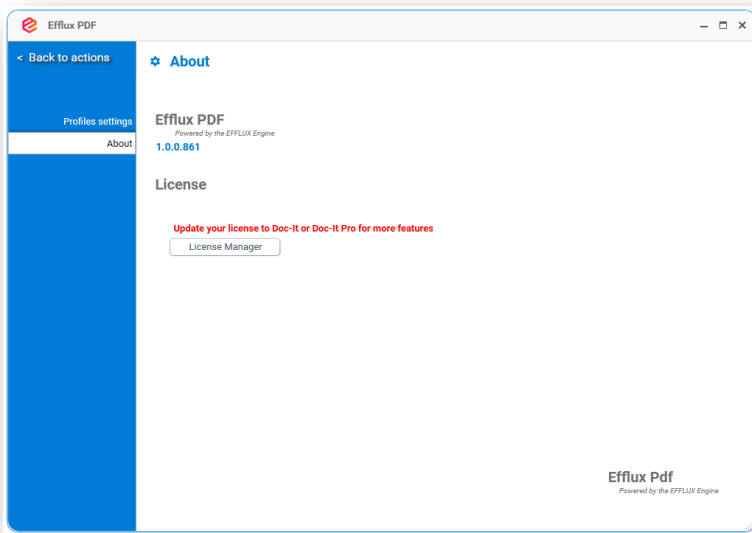 Efflux PDF
< Back to actions
About
Profiles settings
About
Efflux PDF
Powered by the EFFLUX Engine
1.0.0.861
License
Update your license to Doc-It or Doc-It Pro for more features
License Manager
Efflux Pdf
Powered by the EFFLUX Engine